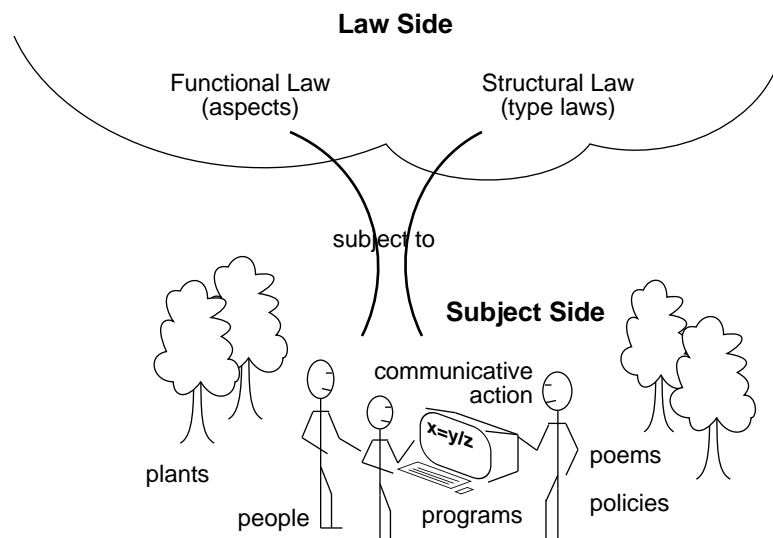 Law Side
Functional Law
(aspects)
Structural Law
(type laws)
subject to
Subject Side
communicative
action
x=y/z
plants
poems
people
programs
policies